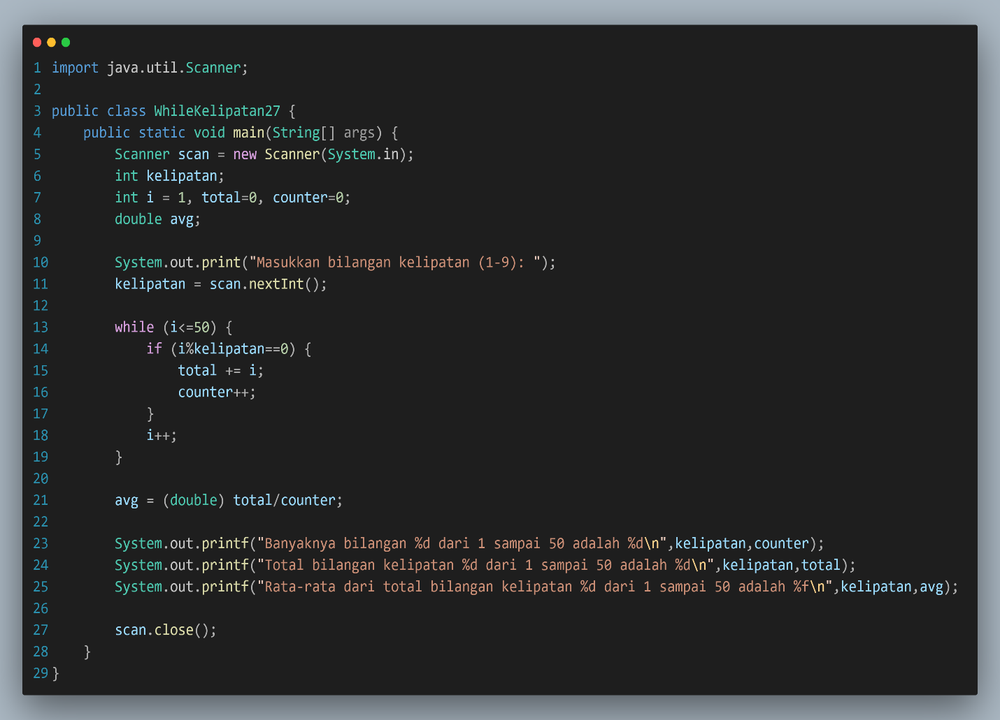 1 import java.util.Scanner;
2
3 public class WhileKelipatan27 {
4     public static void main(String[] args) {
5         Scanner scan = new Scanner(System.in);
6         int kelipatan;
7         int i = 1, total=0, counter=0;
8         double avg;
9
10         System.out.print("Masukkan bilangan kelipatan (1-9): ");
11         kelipatan = scan.nextInt();
12
13         while (i<=50) {
14             if (i%kelipatan==0) {
15                 total += i;
16                 counter++;
17             }
18             i++;
19         }
20
21         avg = (double) total/counter;
22
23         System.out.printf("Banyaknya bilangan %d dari 1 sampai 50 adalah %d\n",kelipatan,counter);
24         System.out.printf("Total bilangan kelipatan %d dari 1 sampai 50 adalah %d\n",kelipatan,total);
25         System.out.printf("Rata-rata dari total bilangan kelipatan %d dari 1 sampai 50 adalah %f\n",kelipatan,avg);
26
27         scan.close();
28     }
29 }